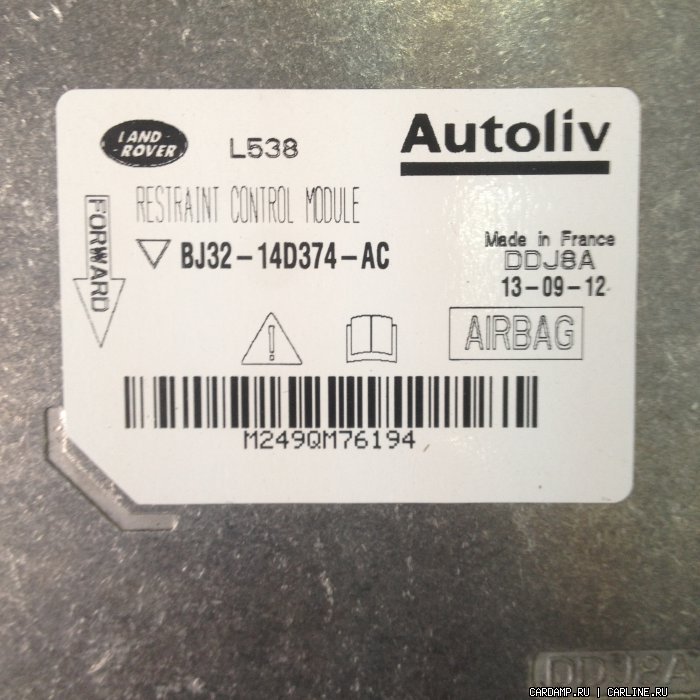 LAND
ROVER
L538
Autoliv
RESTRAINT CONTROL MODULE
FORWARD
BJ32-14D374-AC
Made in France
DDJ8A
13-09-12
AIRBAG
M249QM76194
DDJ8A
CARDAMP.RU | CARLINE.RU